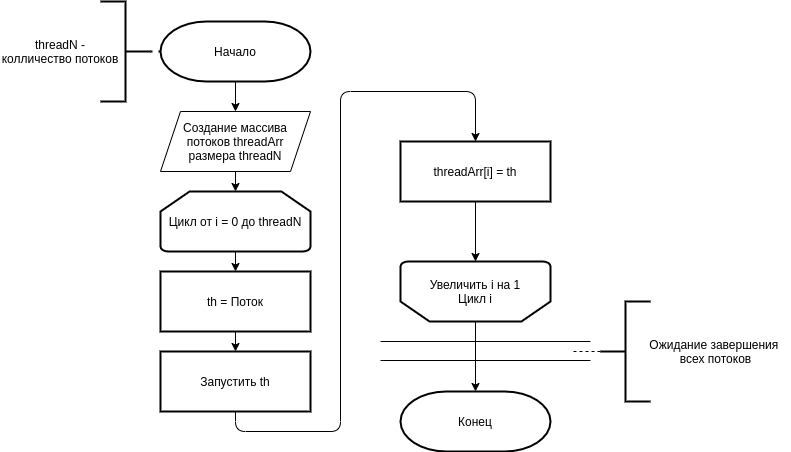 threadN -
колличество потоков
Начало
Создание массива
потоков threadArr
размера threadN
Цикл от i = 0 до threadN
th = Поток
Запустить th
threadArr[i] = th
Увеличить i на 1
Цикл i
Ожидание завершения
всех потоков
Конец